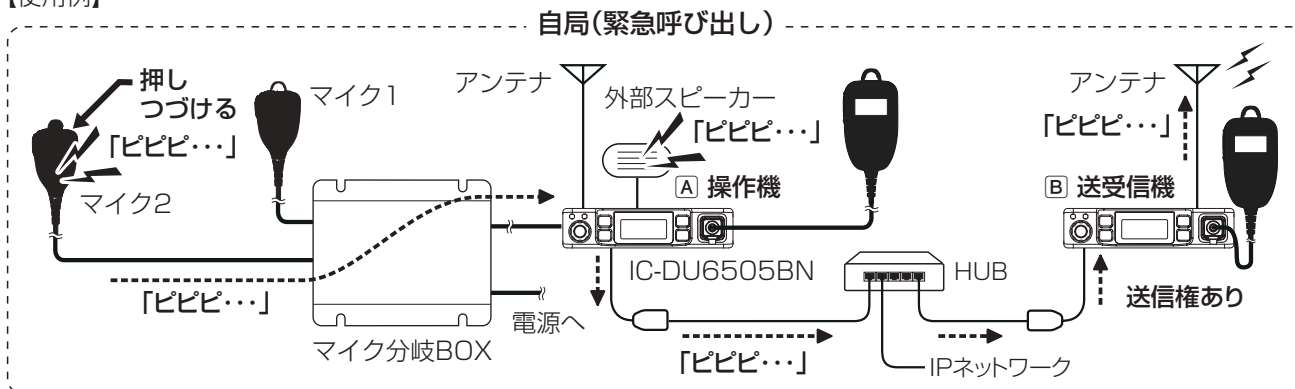 【使用例】
自局(緊急呼び出し)
押し
つづける
「ピピピ・・・」
マイク2
マイク1
アンテナ
外部スピーカー
「ピピピ・・・」
A 操作機
IC-DU6505BN
アンテナ
「ピピピ・・・」
B 送受信機
HUB
送信権あり
「ピピピ・・・」
マイク分岐BOX
電源へ
「ピピピ・・・」
IPネットワーク